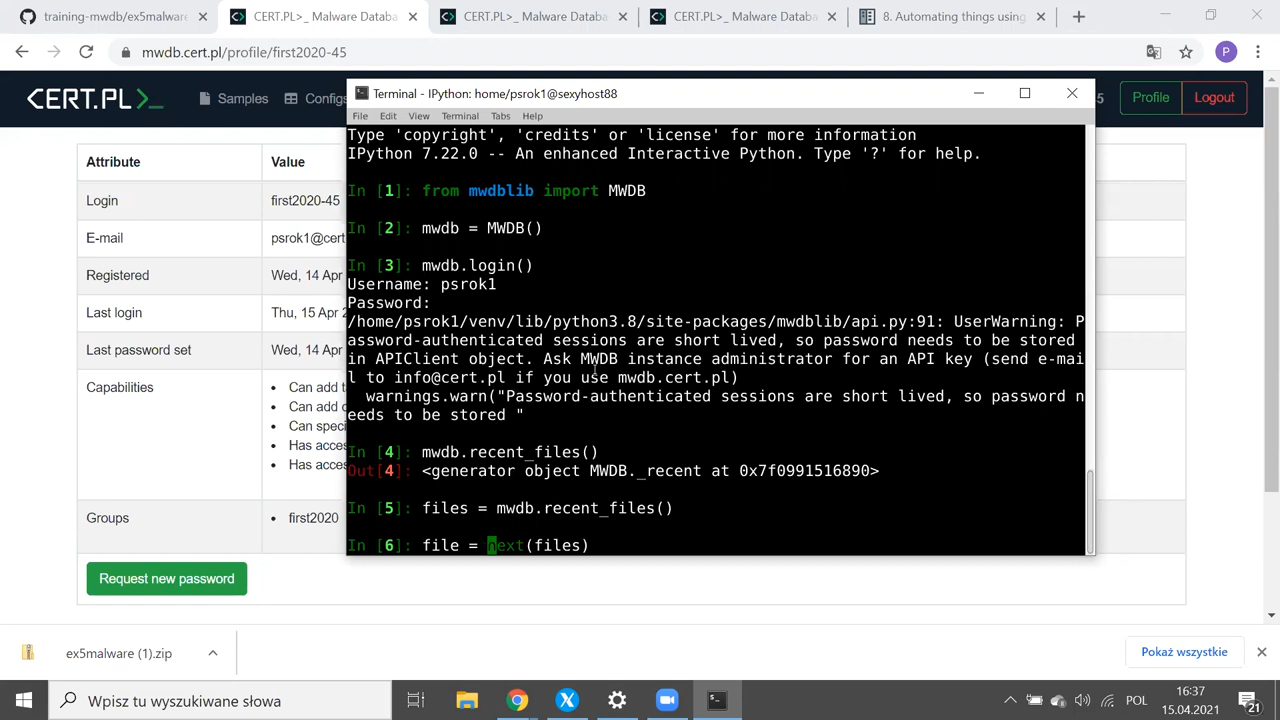 training-mwdb/ex5malwar
CERT.PL>_ Malware Databa
CERT.PL>_ Malware Databa
CERT.PL>_ Malware Databa
8. Automating things using
mwdb.cert.pl/profile/first2020-45
P
CERT.PL>_
Samples
Configs
5
Profile
Logout
Terminal - IPython: home/psrok1@sexyhost88
File Edit View Terminal Tabs Help
Type 'copyright', 'credits' or 'license' for more information
IPython 7.22.0 -- An enhanced Interactive Python. Type '?' for help.
In [1]: from mwdblib import MWDB
In [2]: mwdb = MWDB()
In [3]: mwdb.login()
Username: psrok1
Password:
/home/psrok1/venv/lib/python3.8/site-packages/mwdblib/api.py:91: UserWarning: P
assword-authenticated sessions are short lived, so password needs to be stored
in APIClient object. Ask MWDB instance administrator for an API key (send e-mai
l to info@cert.pl if you use mwdb.cert.pl)
warnings.warn("Password-authenticated sessions are short lived, so password n
eeds to be stored "
In [4]: mwdb.recent_files()
Out[4]: <generator object MWDB._recent at 0x7f0991516890>
In [5]: files = mwdb.recent_files()
In [6]: file = next(files)
Attribute Value
Login first2020-45
E-mail psrok1@cert
Registered Wed, 14 Apr
Last login Thu, 15 Apr 2
Last password set Wed, 14 Apr
Capabilities
• Can add t
• Can add c
• Can speci
• Has acces
• Has acces
Groups • first2020
Request new password
ex5malware (1).zip
Pokaż wszystkie
Wpisz tu wyszukiwane słowa
POL
16:37
15.04.2021
21